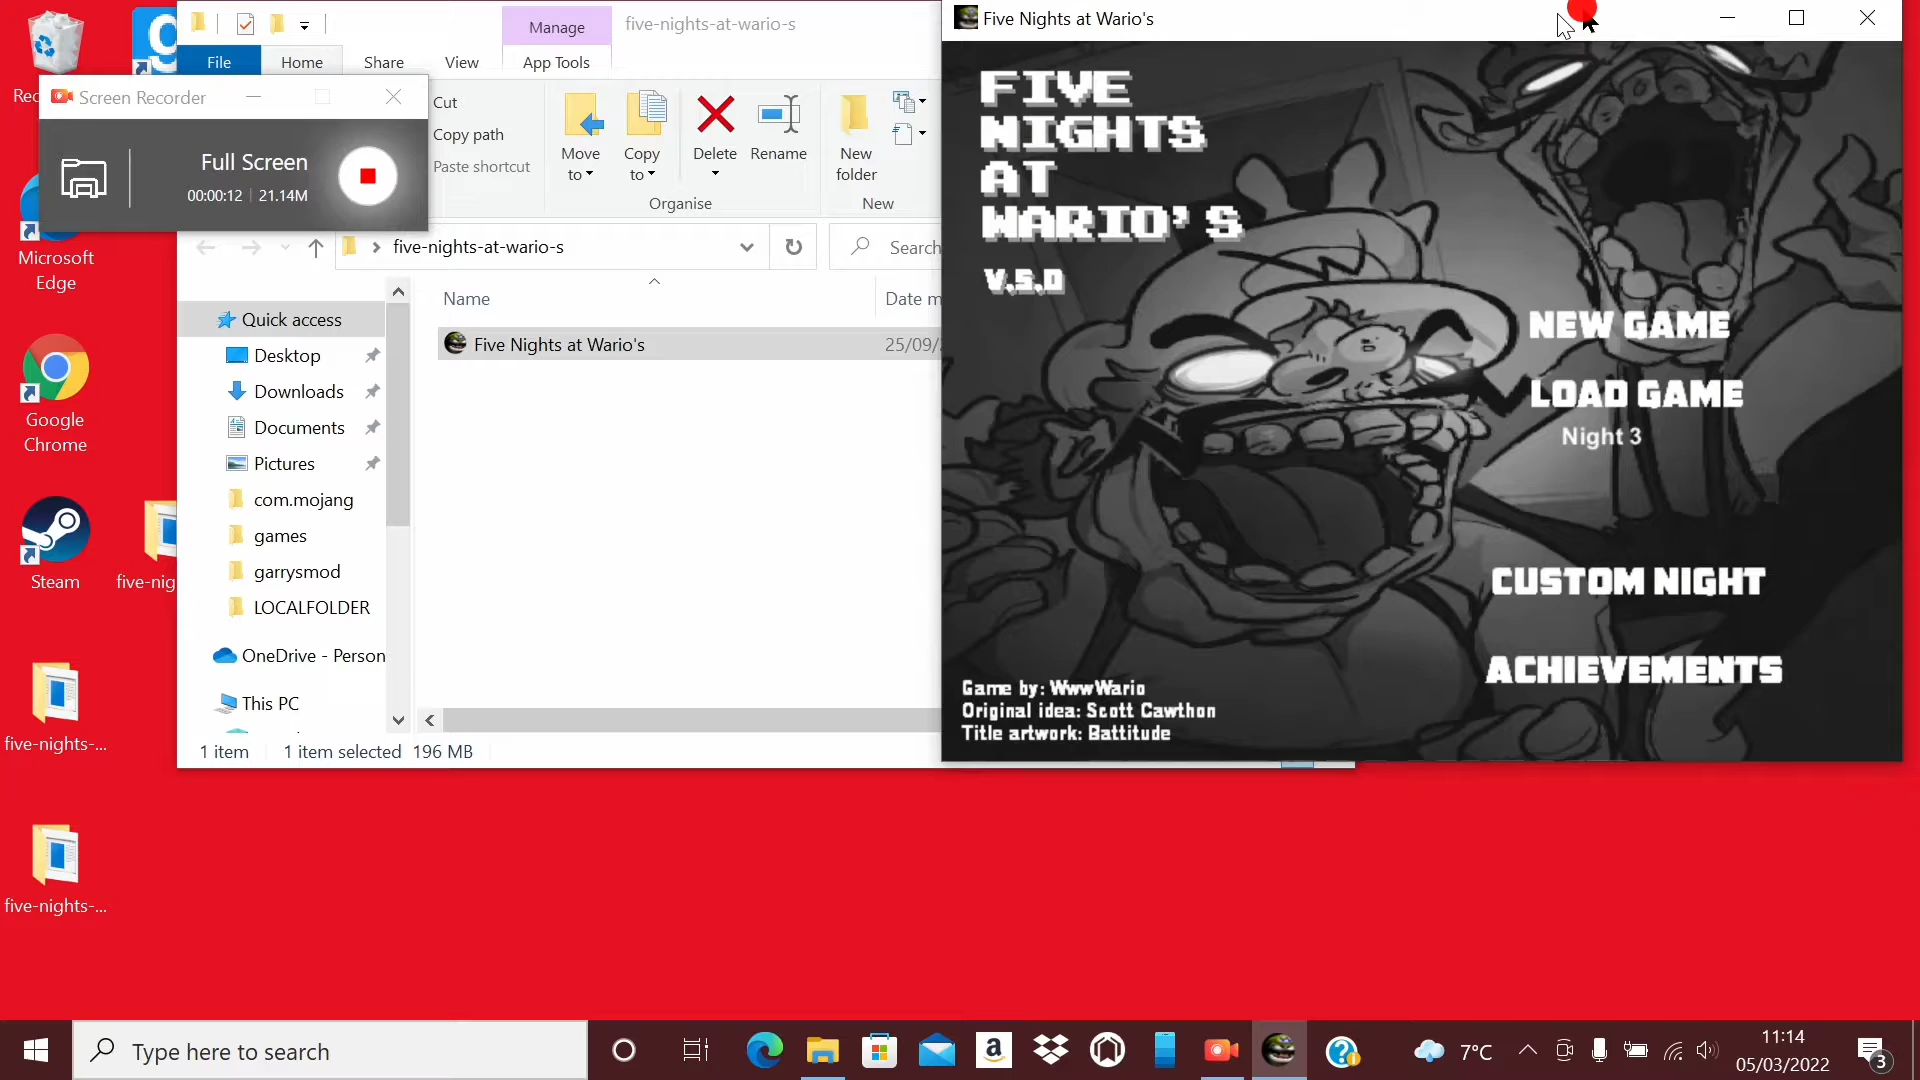 Manage
five-nights-at-wario-s
File
Home
Share
View
App Tools
Screen Recorder
Full Screen
00:00:12
21.14M
Cut
Copy path
Paste shortcut
Move
to
Copy
to
Delete
Rename
New
folder
Organise
New
five-nights-at-wario-s
Search
Name
Date m
Five Nights at Wario's
25/09/
Quick access
Desktop
Downloads
Documents
Pictures
com.mojang
games
garrysmod
LOCALFOLDER
OneDrive - Person
This PC
1 item
1 item selected
196 MB
Rec
Microsoft
Edge
Google
Chrome
Steam
five-nig
five-nights-...
five-nights-...
Five Nights at Wario's
FIVE
NIGHTS
AT
WARIO'S
V.5.0
NEW GAME
LOAD GAME
Night 3
CUSTOM NIGHT
ACHIEVEMENTS
Game by: WwwWario
Original idea: Scott Cawthon
Title artwork: Battitude
Type here to search
a
7°C
11:14
05/03/2022
3